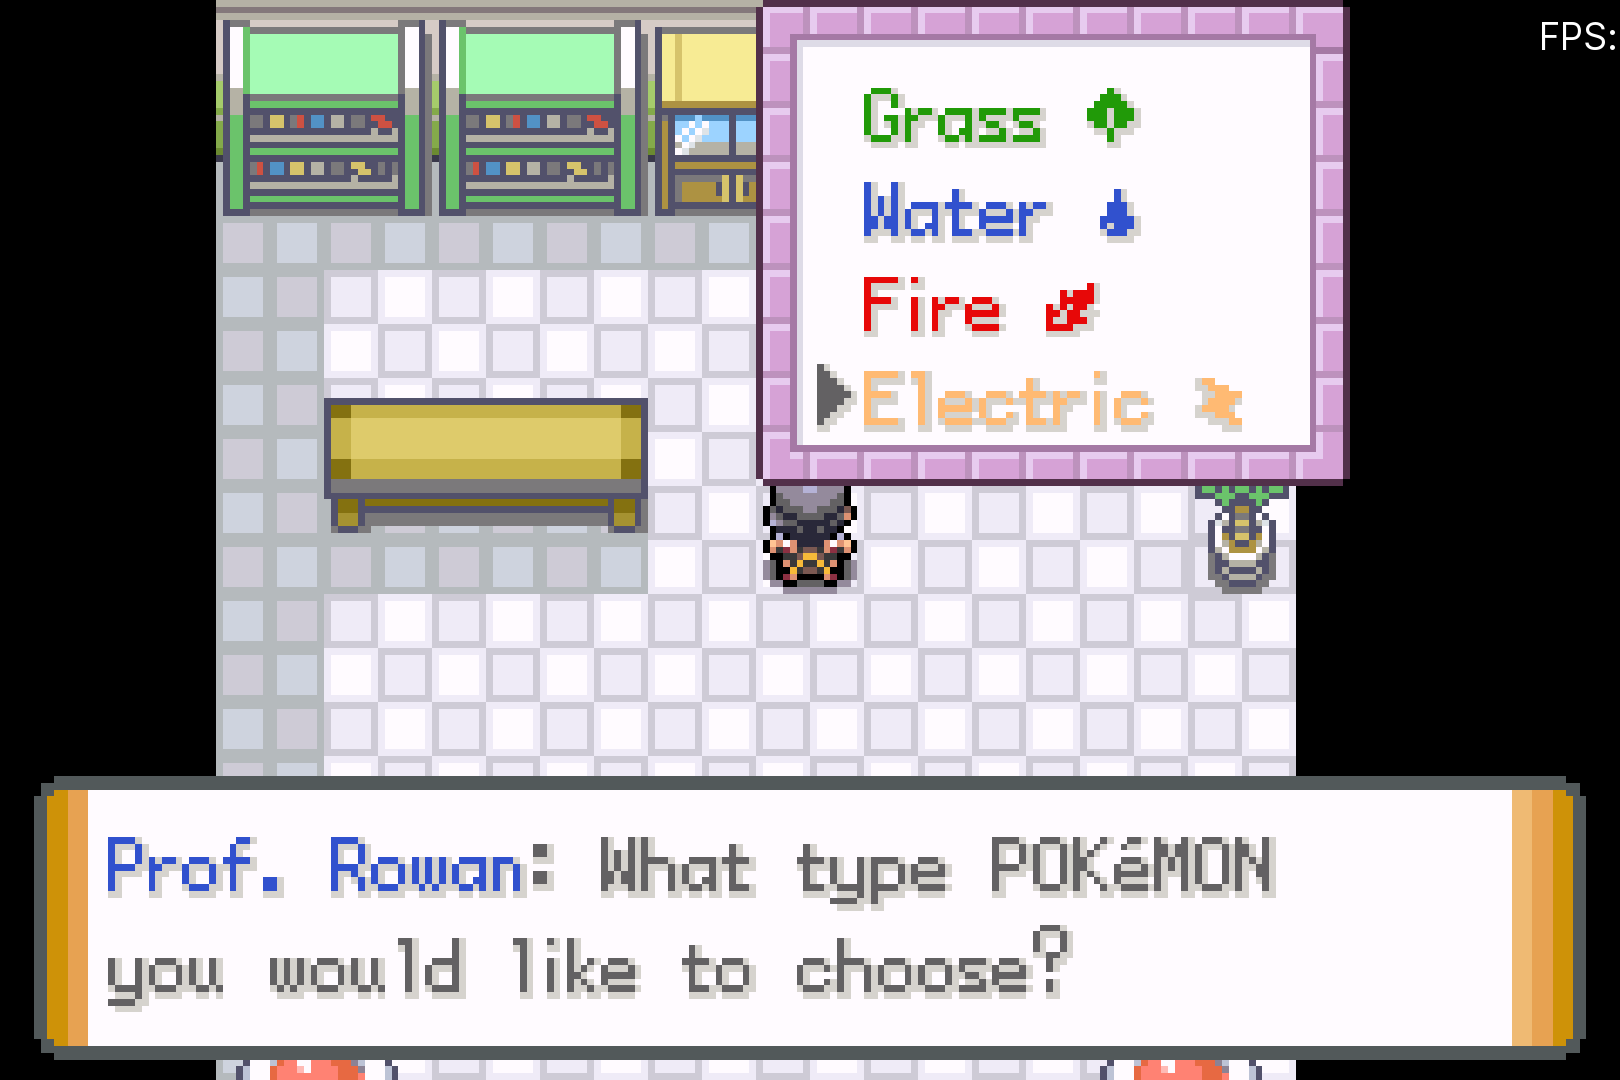 FPS:
Grass
Water
Fire
Electric
Prof. Rowan: What type POKéMON
you would like to choose?